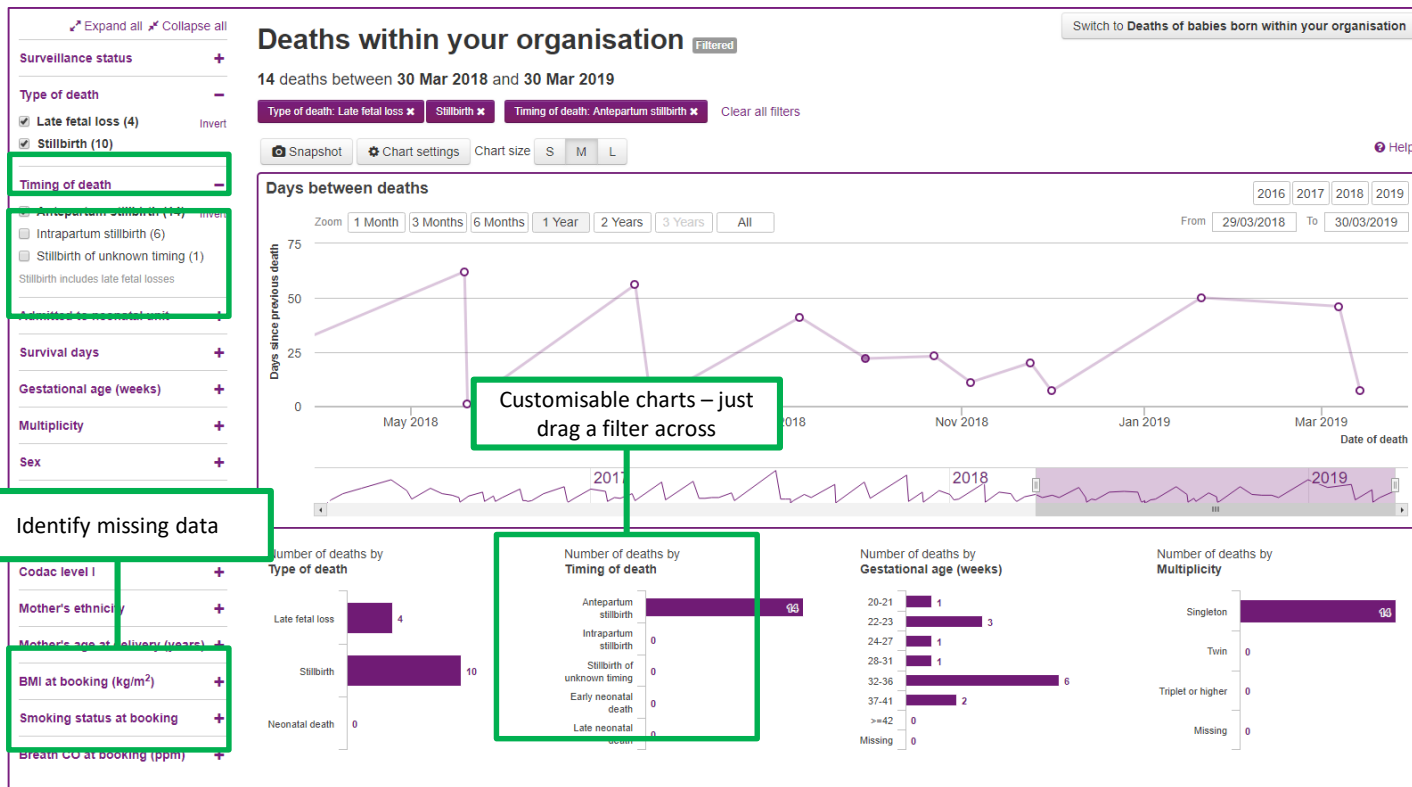 Expand all Collapse all
Surveillance status +
Type of death −
Late fetal loss (4) Invert
Stillbirth (10)
Timing of death −
Antepartum stillbirth (14) Invert
Intrapartum stillbirth (6)
Stillbirth of unknown timing (1)
Stillbirth includes late fetal losses
Admitted to neonatal unit +
Survival days +
Gestational age (weeks) +
Multiplicity +
Sex +
Identify missing data
Codac level I +
Mother's ethnicity +
Mother's age at delivery (years) +
BMI at booking (kg/m²) +
Smoking status at booking +
Breath CO at booking (ppm) +
Deaths within your organisation Filtered
Switch to Deaths of babies born within your organisation
14 deaths between 30 Mar 2018 and 30 Mar 2019
Type of death: Late fetal loss ✖ Stillbirth ✖ Timing of death: Antepartum stillbirth ✖ Clear all filters
Snapshot Chart settings Chart size S M L
Help
Days between deaths
2016 2017 2018 2019
Zoom 1 Month 3 Months 6 Months 1 Year 2 Years 3 Years All
From 29/03/2018 To 30/03/2019
Days since previous death
75
50
25
0
May 2018 2018 Nov 2018 Jan 2019 Mar 2019
Date of death
Customisable charts – just
drag a filter across
2017 2018 2019
Number of deaths by
Type of death
Late fetal loss 4
Stillbirth 10
Neonatal death 0
Number of deaths by
Timing of death
Antepartum
stillbirth 14
Intrapartum
stillbirth 0
Stillbirth of
unknown timing 0
Early neonatal
death 0
Late neonatal
death 0
Number of deaths by
Gestational age (weeks)
20-21 1
22-23 3
24-27 1
28-31 1
32-36 6
37-41 2
>=42 0
Missing 0
Number of deaths by
Multiplicity
Singleton 14
Twin 0
Triplet or higher 0
Missing 0